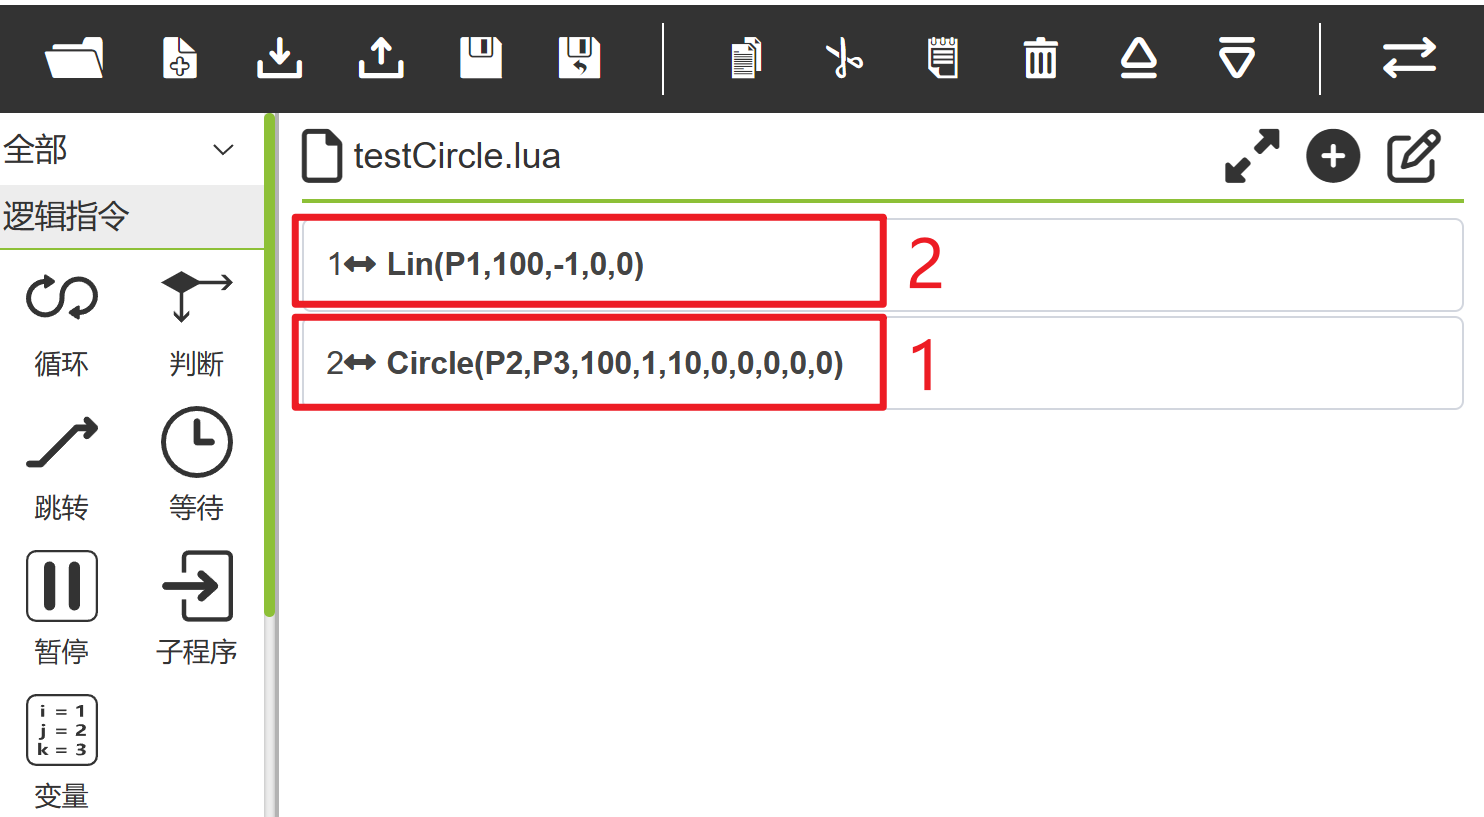 全部
逻辑指令
循环
判断
跳转
等待
暂停
子程序
i = 1
j = 2
k = 3
变量
testCircle.lua
1 Lin(P1,100,-1,0,0)
2
2 Circle(P2,P3,100,1,10,0,0,0,0,0)
1